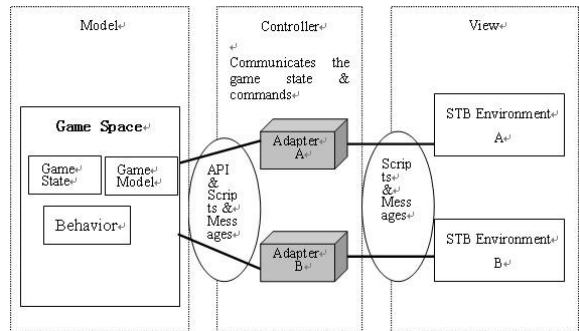 Model
Controller
View
Communicates the
game state &
commands
Game Space
Game
State
Game
Model
Behavior
API
&
Scrip
ts &
Mess
ages
Adapter
A
Adapter
B
Scrip
ts
&
Mess
ages
STB Environment
A
STB Environment
B